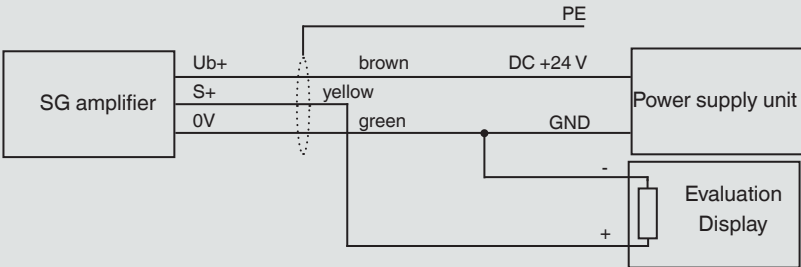 PE
Ub+ brown DC +24 V
S+ yellow
SG amplifier
Power supply unit
0V green GND
-
Evaluation
Display
+